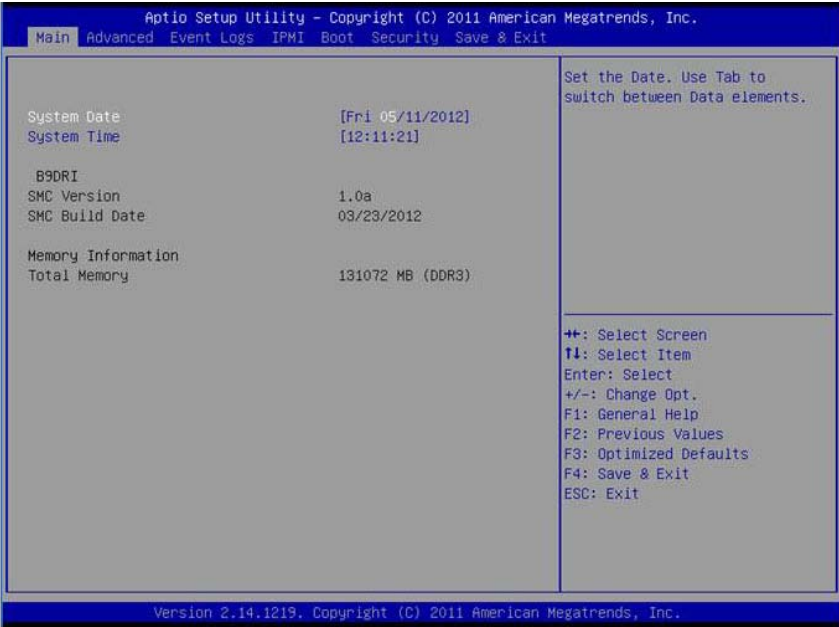 Aptio Setup Utility – Copyright (C) 2011 American Megatrends, Inc.
Main Advanced Event Logs IPMI Boot Security Save & Exit
Set the Date. Use Tab to
switch between Data elements.
System Date [Fri 05/11/2012]
System Time [12:11:21]
B9DRI
SMC Version 1.0a
SMC Build Date 03/23/2012
Memory Information
Total Memory 131072 MB (DDR3)
→←: Select Screen
↑↓: Select Item
Enter: Select
+/-: Change Opt.
F1: General Help
F2: Previous Values
F3: Optimized Defaults
F4: Save & Exit
ESC: Exit
Version 2.14.1219. Copyright (C) 2011 American Megatrends, Inc.